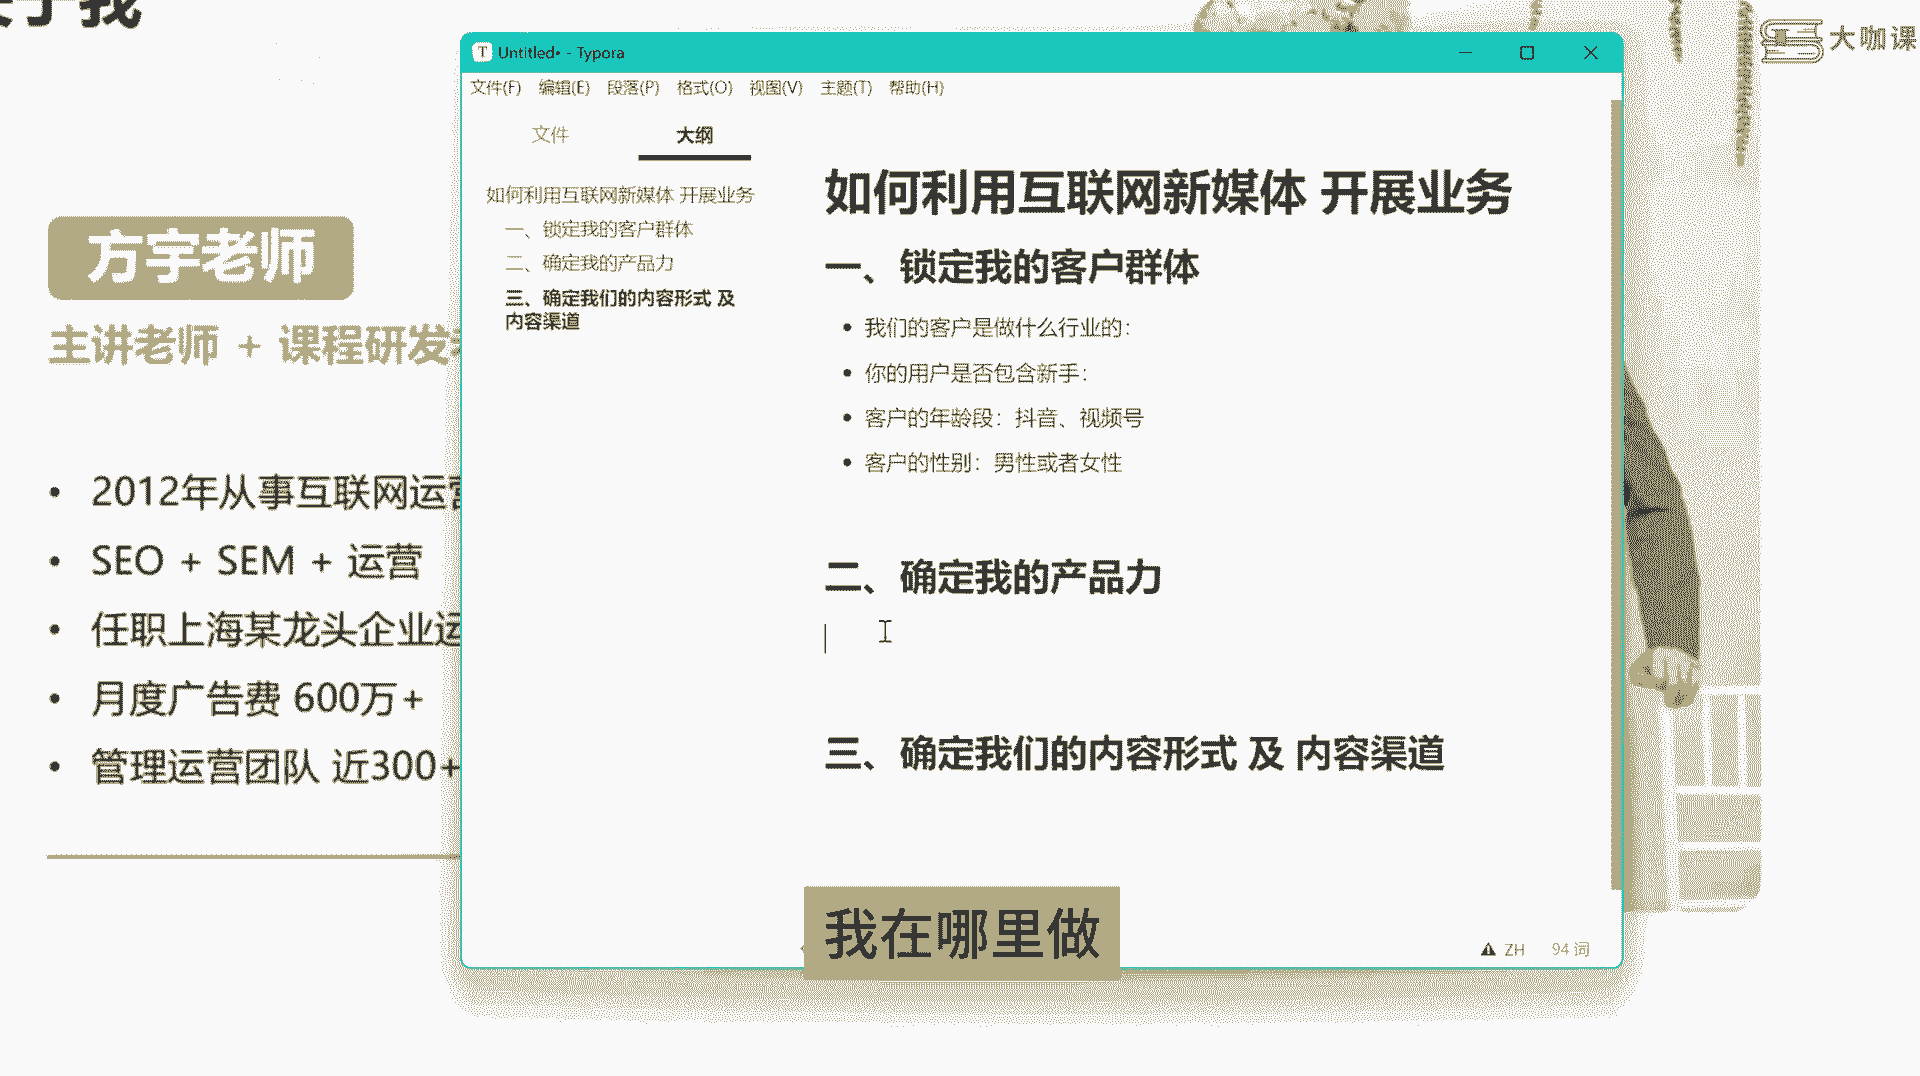 关于我
大咖课
方宇老师
主讲老师 + 课程研发
• 2012年从事互联网运营
• SEO + SEM + 运营
• 任职上海某龙头企业运
• 月度广告费 600万+
• 管理运营团队 近300+
Untitled• - Typora
文件(F) 编辑(E) 段落(P) 格式(O) 视图(V) 主题(T) 帮助(H)
文件 大纲
如何利用互联网新媒体 开展业务
一、锁定我的客户群体
二、确定我的产品力
三、确定我们的内容形式 及
内容渠道
如何利用互联网新媒体 开展业务
一、锁定我的客户群体
• 我们的客户是做什么行业的：
• 你的用户是否包含新手：
• 客户的年龄段：抖音、视频号
• 客户的性别：男性或者女性
二、确定我的产品力
三、确定我们的内容形式 及 内容渠道
ZH 94 词
我在哪里做